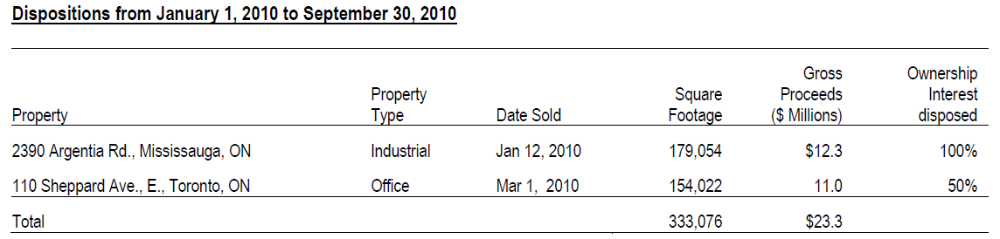 Dispositions from January 1, 2010 to September 30, 2010
Gross Ownership
Property Square Proceeds Interest
Property Type Date Sold Footage ($ Millions) disposed
2390 Argentia Rd., Mississauga, ON Industrial Jan 12, 2010 179,054 $12.3 100%
110 Sheppard Ave., E., Toronto, ON Office Mar 1, 2010 154,022 11.0 50%
Total 333,076 $23.3